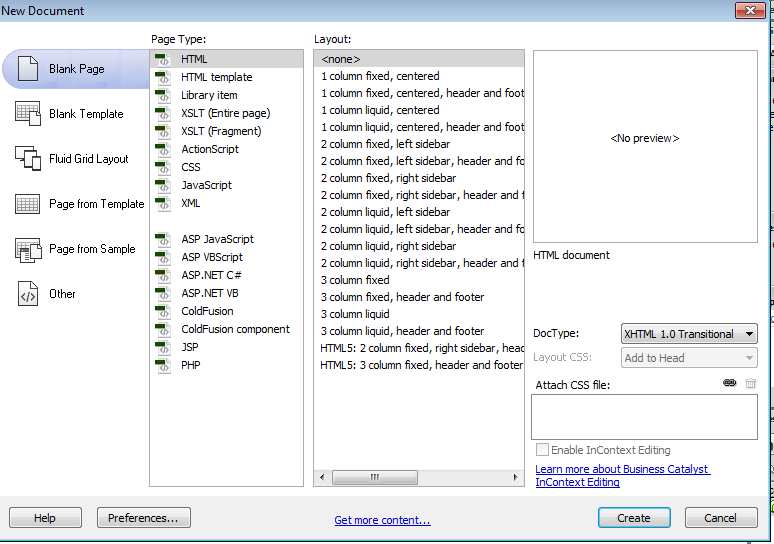 New Document
Page Type:
Layout:
Blank Page
Blank Template
Fluid Grid Layout
Page from Template
Page from Sample
Other
HTML
HTML template
Library item
XSLT (Entire page)
XSLT (Fragment)
ActionScript
CSS
JavaScript
XML
ASP JavaScript
ASP VBScript
ASP.NET C#
ASP.NET VB
ColdFusion
ColdFusion component
JSP
PHP
<none>
1 column fixed, centered
1 column fixed, centered, header and foot
1 column liquid, centered
1 column liquid, centered, header and foot
2 column fixed, left sidebar
2 column fixed, left sidebar, header and fo
2 column fixed, right sidebar
2 column fixed, right sidebar, header and f
2 column liquid, left sidebar
2 column liquid, left sidebar, header and fo
2 column liquid, right sidebar
2 column liquid, right sidebar, header and f
3 column fixed
3 column fixed, header and footer
3 column liquid
3 column liquid, header and footer
HTML5: 2 column fixed, right sidebar, head
HTML5: 3 column fixed, header and footer
<No preview>
HTML document
DocType: XHTML 1.0 Transitional
Layout CSS: Add to Head
Attach CSS file:
Enable InContext Editing
Learn more about Business Catalyst
InContext Editing
Help
Preferences...
Get more content...
Create
Cancel